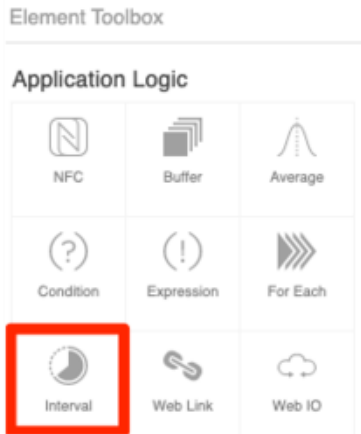 Element Toolbox
Application Logic
NFC Buffer Average
Condition Expression For Each
Interval Web Link Web IO